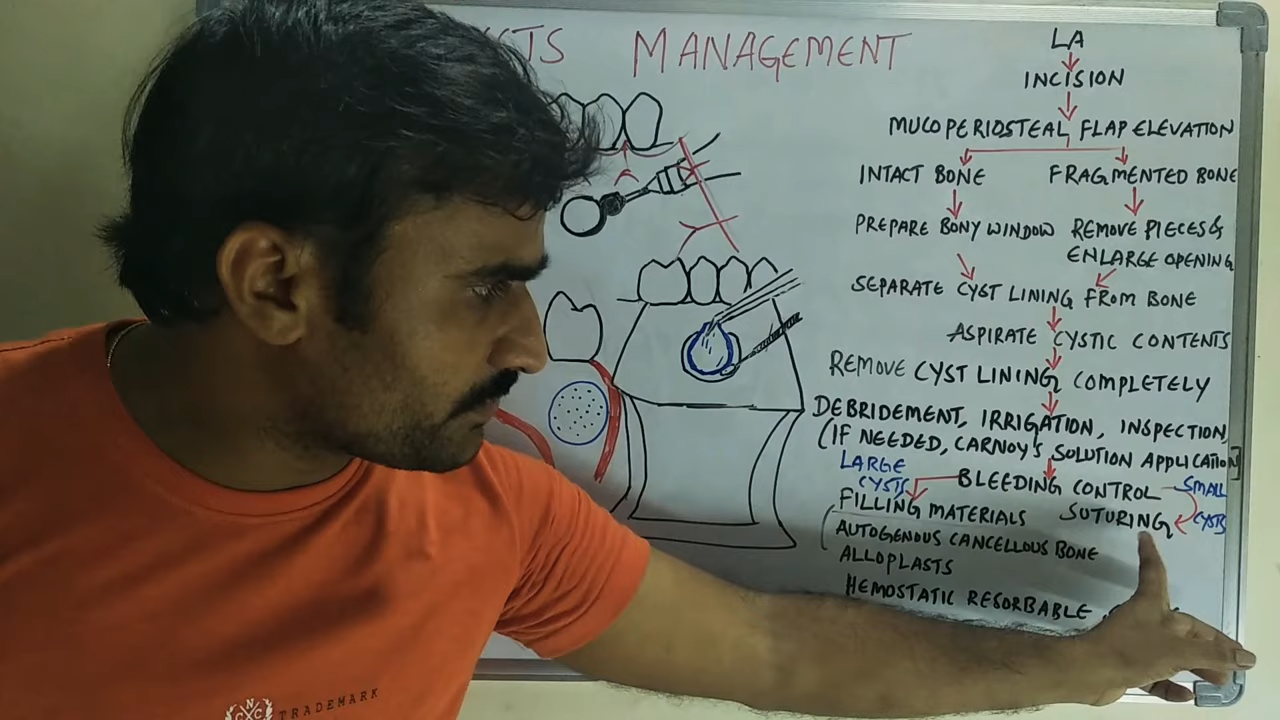 MANAGEMENT
LA
INCISION
MUCOPERIOSTEAL FLAP ELEVATION
INTACT BONE
FRAGMENTED BONE
PREPARE BONY WINDOW
REMOVE PIECES &
ENLARGE OPENING
SEPARATE CYST LINING FROM BONE
ASPIRATE CYSTIC CONTENTS
REMOVE CYST LINING COMPLETELY
DEBRIDEMENT, IRRIGATION, INSPECTION,
(IF NEEDED, CARNOY'S SOLUTION APPLICATION)
LARGE
CYSTS
BLEEDING CONTROL
SMALL
CYSTS
FILLING MATERIALS
SUTURING
AUTOGENOUS CANCELLOUS BONE
ALLOPLASTS
HEMOSTATIC RESORBABLE
TRADEMARK